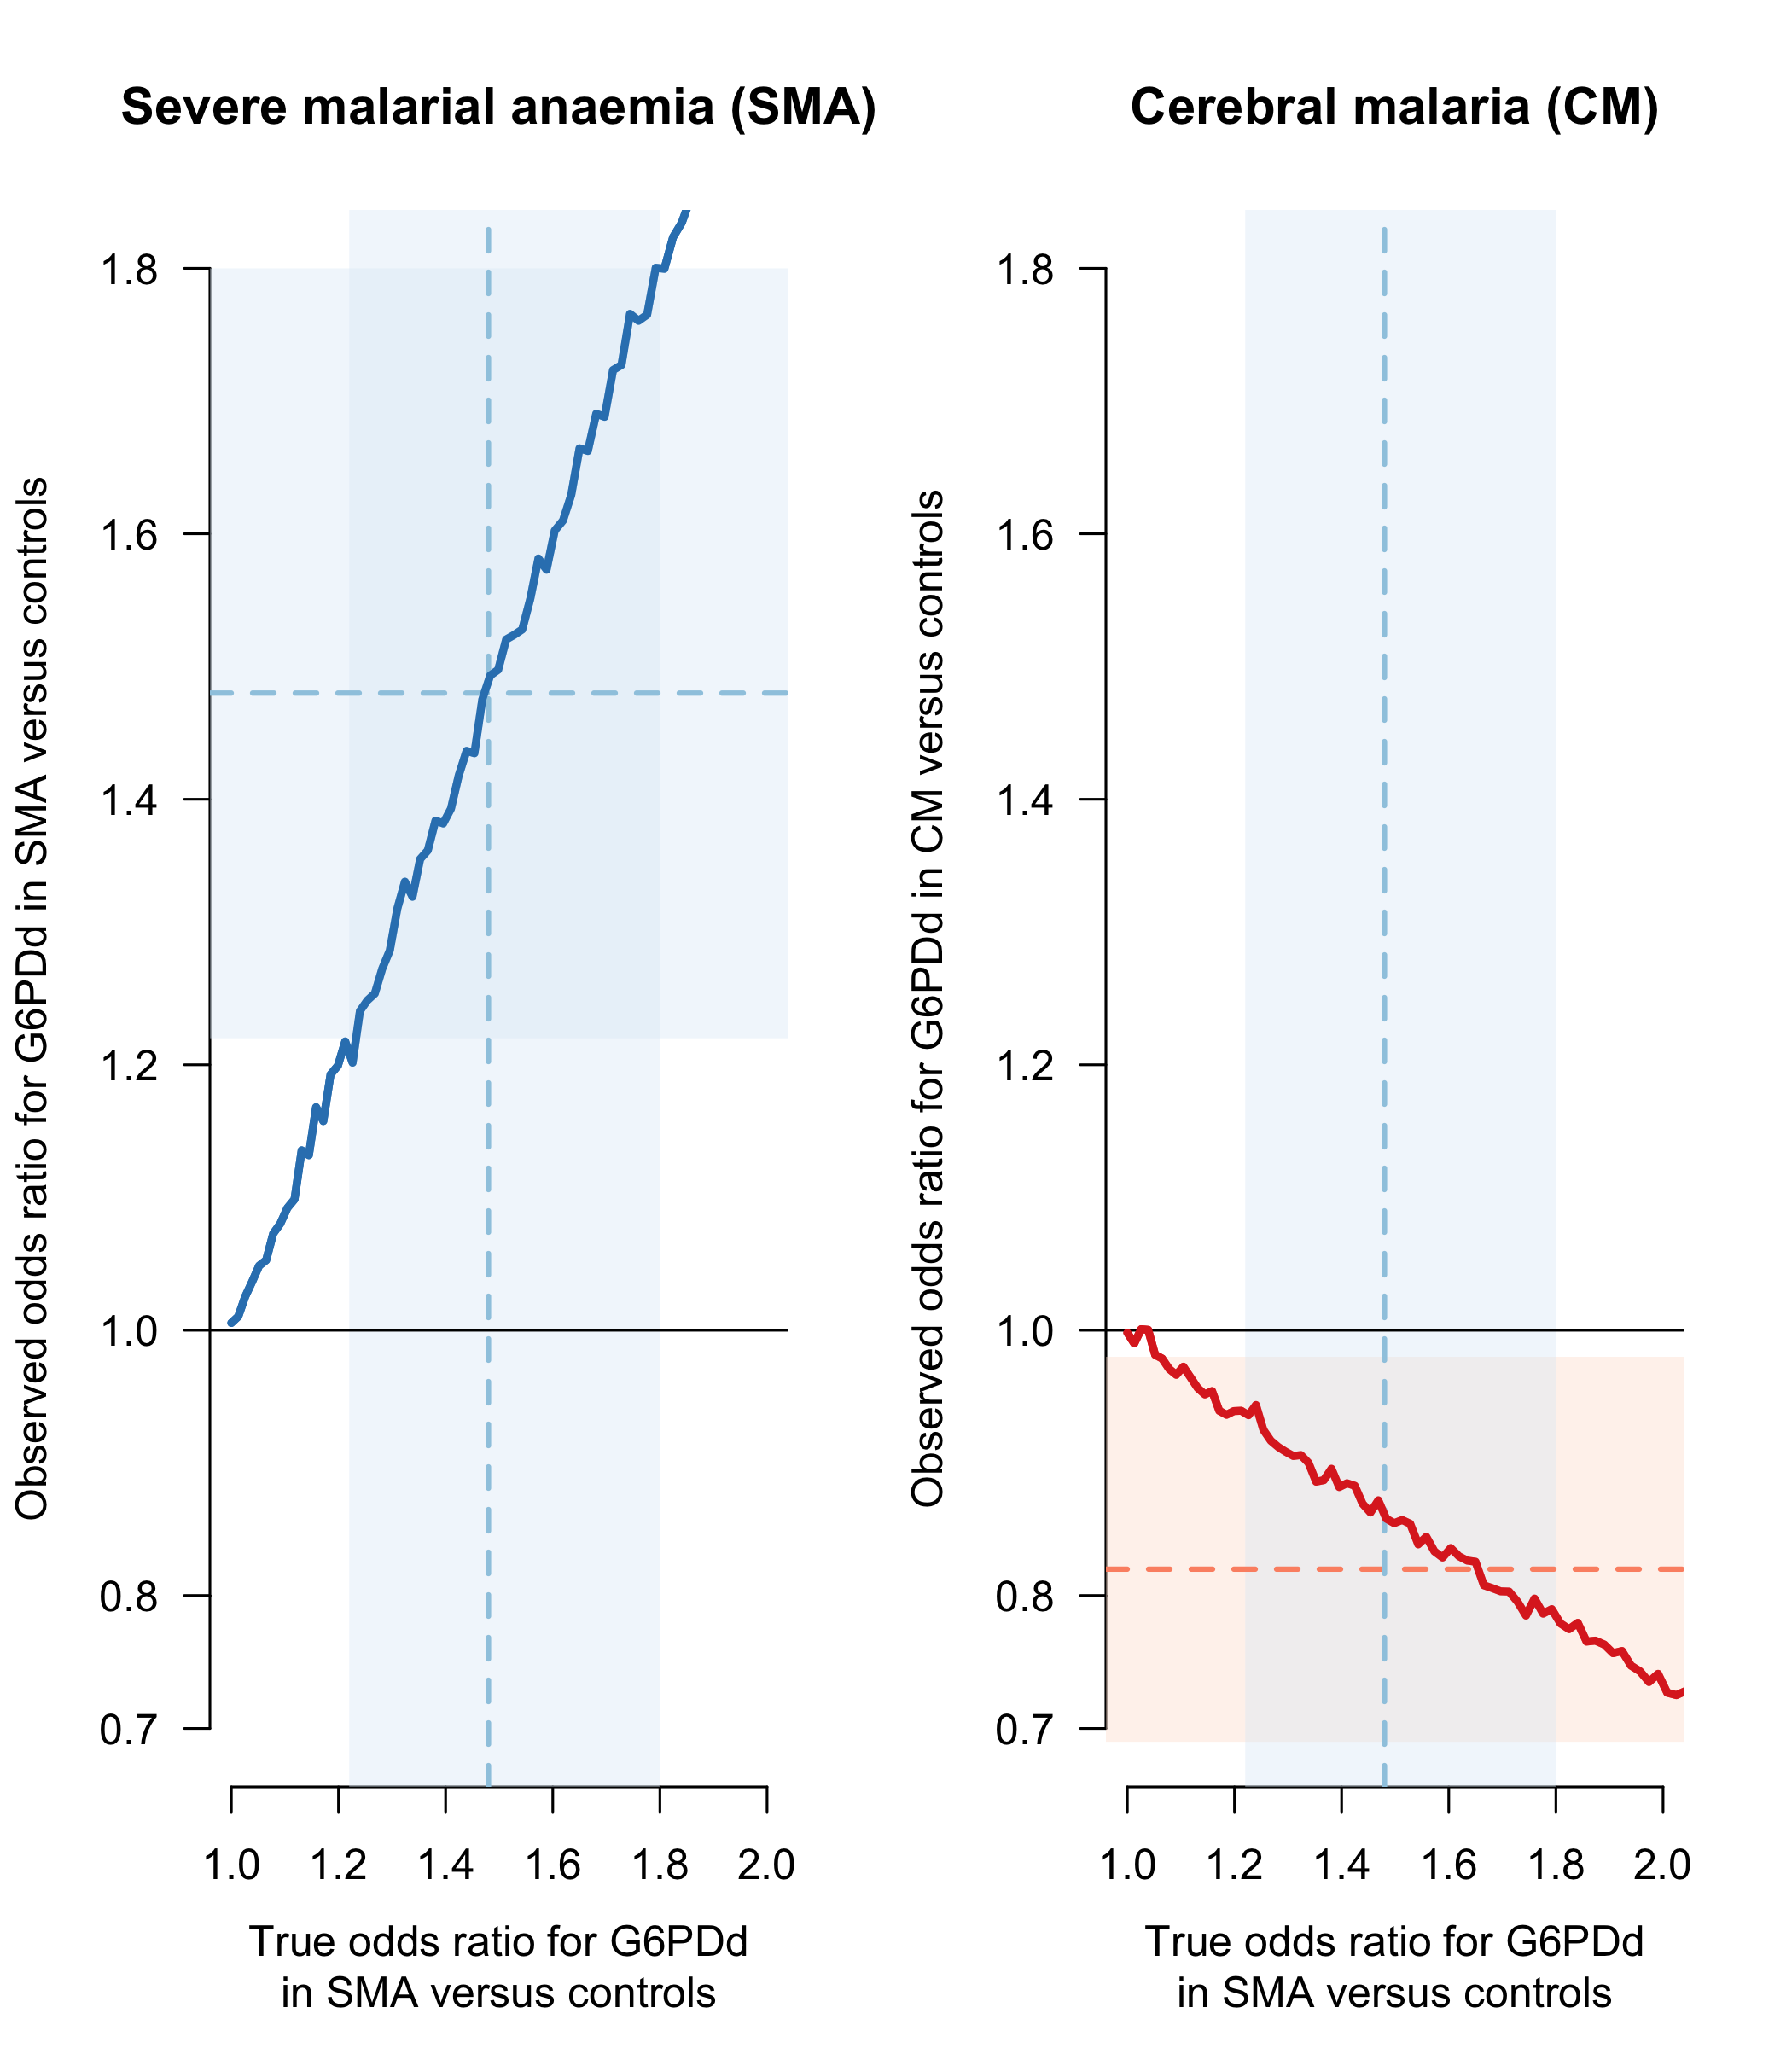 Severe malarial anaemia (SMA)
Observed odds ratio for G6PDd in SMA versus controls
1.8
1.6
1.4
1.2
1.0
0.8
0.7
1.0 1.2 1.4 1.6 1.8 2.0
True odds ratio for G6PDd
in SMA versus controls
Cerebral malaria (CM)
Observed odds ratio for G6PDd in CM versus controls
1.8
1.6
1.4
1.2
1.0
0.8
0.7
1.0 1.2 1.4 1.6 1.8 2.0
True odds ratio for G6PDd
in SMA versus controls